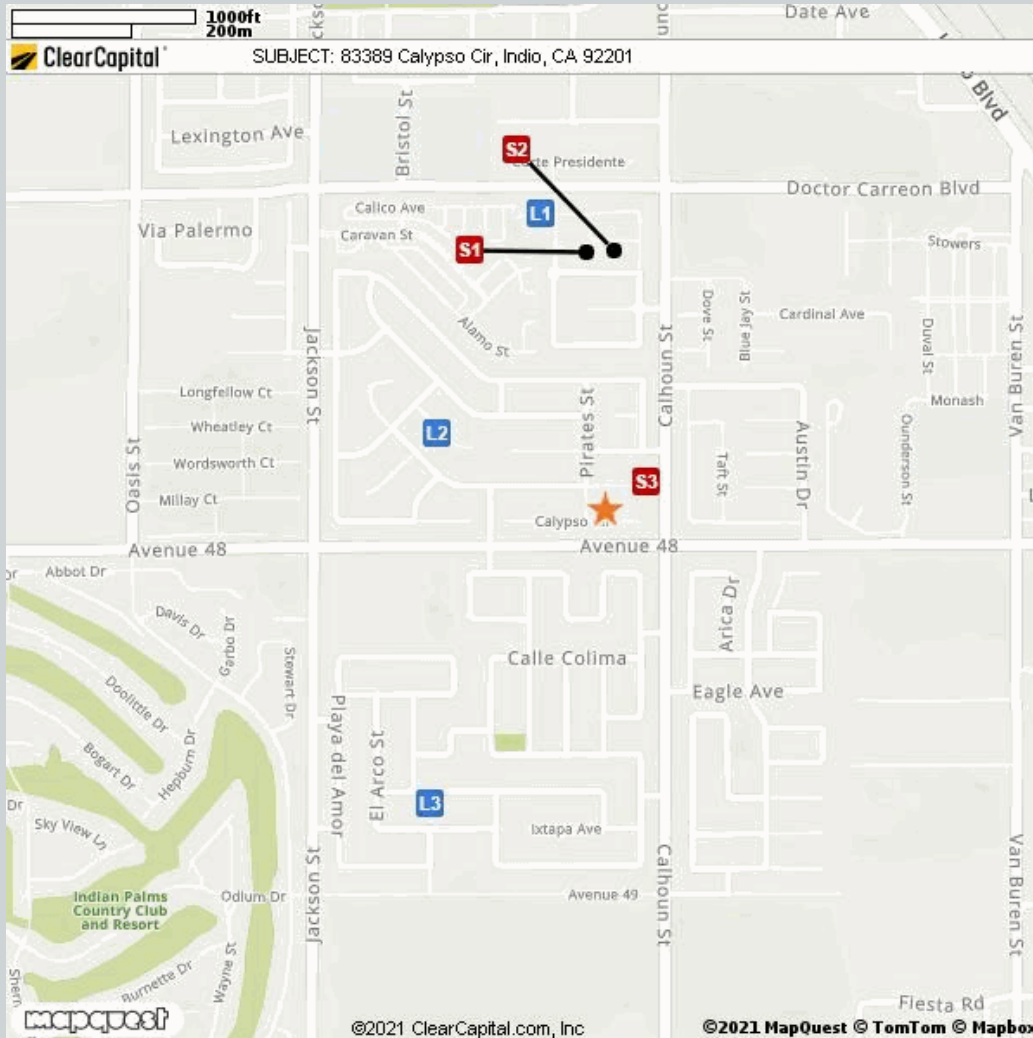 1000ft
200m
Date Ave
ClearCapital
SUBJECT: 83389 Calypso Cir, Indio, CA 92201
Blvd
Lexington Ave
Bristol St
S2
Presidente
Doctor Carreon Blvd
Calico Ave
L1
Via Palermo
Caravan St
S1
Stowers
Dove St
Blue Jay St
Cardinal Ave
Alamo St
Jackson St
Calhoun St
Duval St
Van Buren St
Longfellow Ct
Monash
Pirates St
Wheatley Ct
L2
Oasis St
Wordsworth Ct
Taft St
Austin Dr
Dunderson St
S3
Millay Ct
Calypso
Avenue 48
Avenue 48
Abbot Dr
Davis Dr
Garbo Dr
Arica Dr
Stewart Dr
Calle Colima
Doolittle Dr
Eagle Ave
Playa del Amor
El Arco St
Hepburn Dr
Bogart Dr
Dr
L3
Sky View Ln
Ixtapa Ave
Jackson St
Calhoun St
Van Buren St
Indian Palms
Country Club
and Resort
Odlum Dr
Avenue 49
Wayne St
Burnette Dr
Sherm
Fiesta Rd
mapquest
©2021 ClearCapital.com, Inc
©2021 MapQuest © TomTom © Mapbox